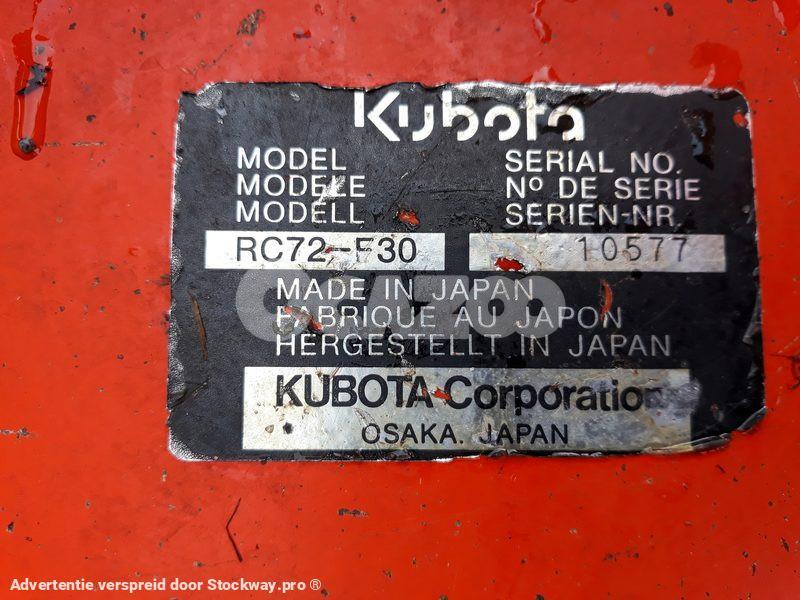 Kubota
MODEL SERIAL NO.
MODELE Nº DE SERIE
MODELL SERIEN-NR
RC72-F30 10577
MADE IN JAPAN
FABRIQUE AU JAPON
HERGESTELLT IN JAPAN
KUBOTA Corporation
OSAKA. JAPAN
Advertentie verspreid door Stockway.pro ®